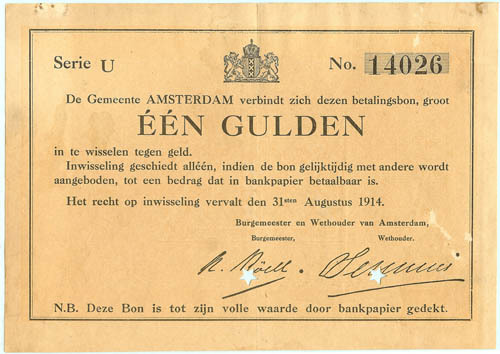 Serie U No. 14026
De Gemeente AMSTERDAM verbindt zich dezen betalingsbon, groot
ÉÉN GULDEN
in te wisselen tegen geld.
Inwisseling geschiedt alléén, indien de bon gelijktijdig met andere wordt
aangeboden, tot een bedrag dat in bankpapier betaalbaar is.
Het recht op inwisseling vervalt den 31sten Augustus 1914.
Burgemeester en Wethouder van Amsterdam,
Burgemeester, Wethouder.
N.B. Deze Bon is tot zijn volle waarde door bankpapier gedekt.